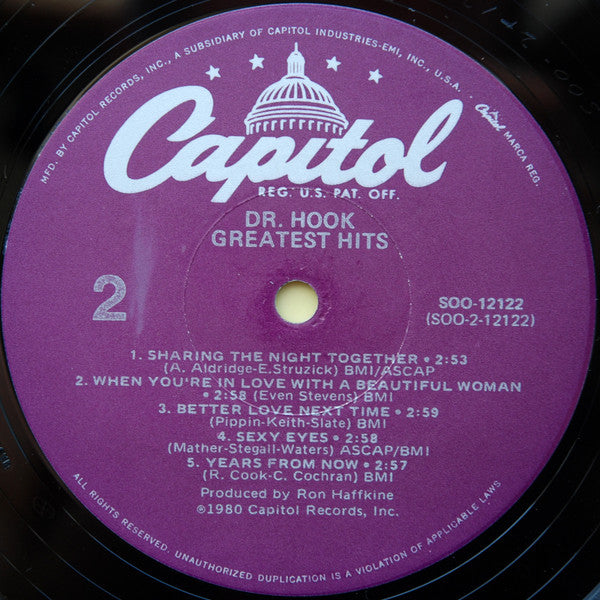 MFD. BY CAPITOL RECORDS, INC., A SUBSIDIARY OF CAPITOL INDUSTRIES-EMI, INC., U.S.A. • Capitol MARCA REG.
Capitol
REG. U.S. PAT. OFF.
DR. HOOK
GREATEST HITS
2
SOO-12122
(SOO-2-12122)
1. SHARING THE NIGHT TOGETHER • 2:53
(A. Aldridge-E.Struzick) BMI/ASCAP
2. WHEN YOU'RE IN LOVE WITH A BEAUTIFUL WOMAN
• 2:58 (Even Stevens) BMI
3. BETTER LOVE NEXT TIME • 2:59
(Pippin-Keith-Slate) BMI
4. SEXY EYES • 2:58
(Mather-Stegall-Waters) ASCAP/BMI
5. YEARS FROM NOW • 2:57
(R. Cook-C. Cochran) BMI
Produced by Ron Haffkine
℗1980 Capitol Records, Inc.
ALL RIGHTS RESERVED. UNAUTHORIZED DUPLICATION IS A VIOLATION OF APPLICABLE LAWS